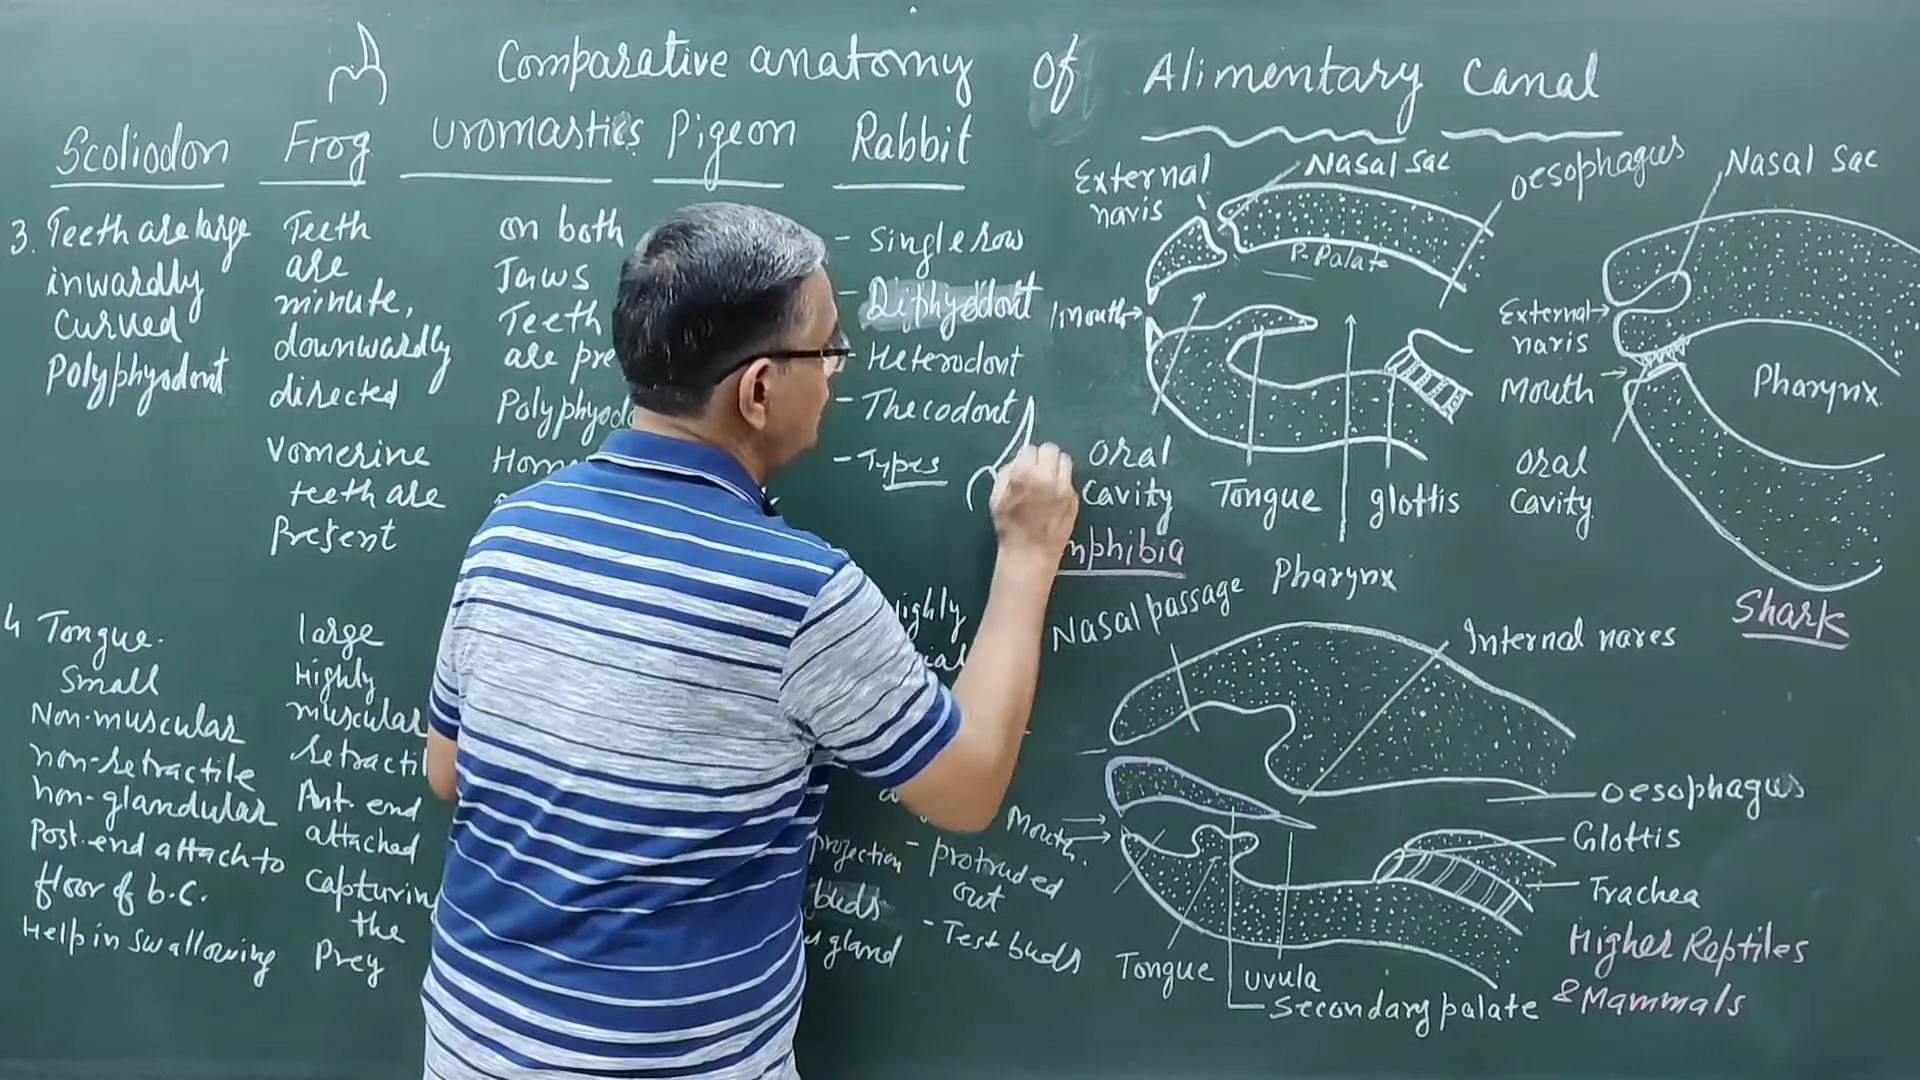 Comparative anatomy of Alimentary Canal
Scoliodon
Frog
Uromastics
Pigeon
Rabbit
3. Teeth are large
inwardly
curved
Polyphyodont
Teeth
are
minute,
downwardly
directed
Vomerine
teeth are
Present
on both
Jaws
Teeth
are
- Single row
- Diphyodont
- Heterodont
- Thecodont
- Types
4 Tongue.
Small
Non-muscular
non-retractile
non-glandular
Post. end attach to
floor of b.c.
Help in swallowing
large
Highly
muscular
Ant. end
attached
the
Prey
projection
buds
gland
- protruded
out
- Test buds
External
naris
Nasal Sac
oesophagus
P-Palate
mouth
oral
cavity
Tongue
glottis
Pharynx
Nasal Sac
External
naris
Mouth
Pharynx
oral
cavity
Shark
Nasal passage
Internal nares
oesophagus
Glottis
Trachea
Mouth.
Tongue
uvula
Secondary palate
Higher Reptiles
& Mammals